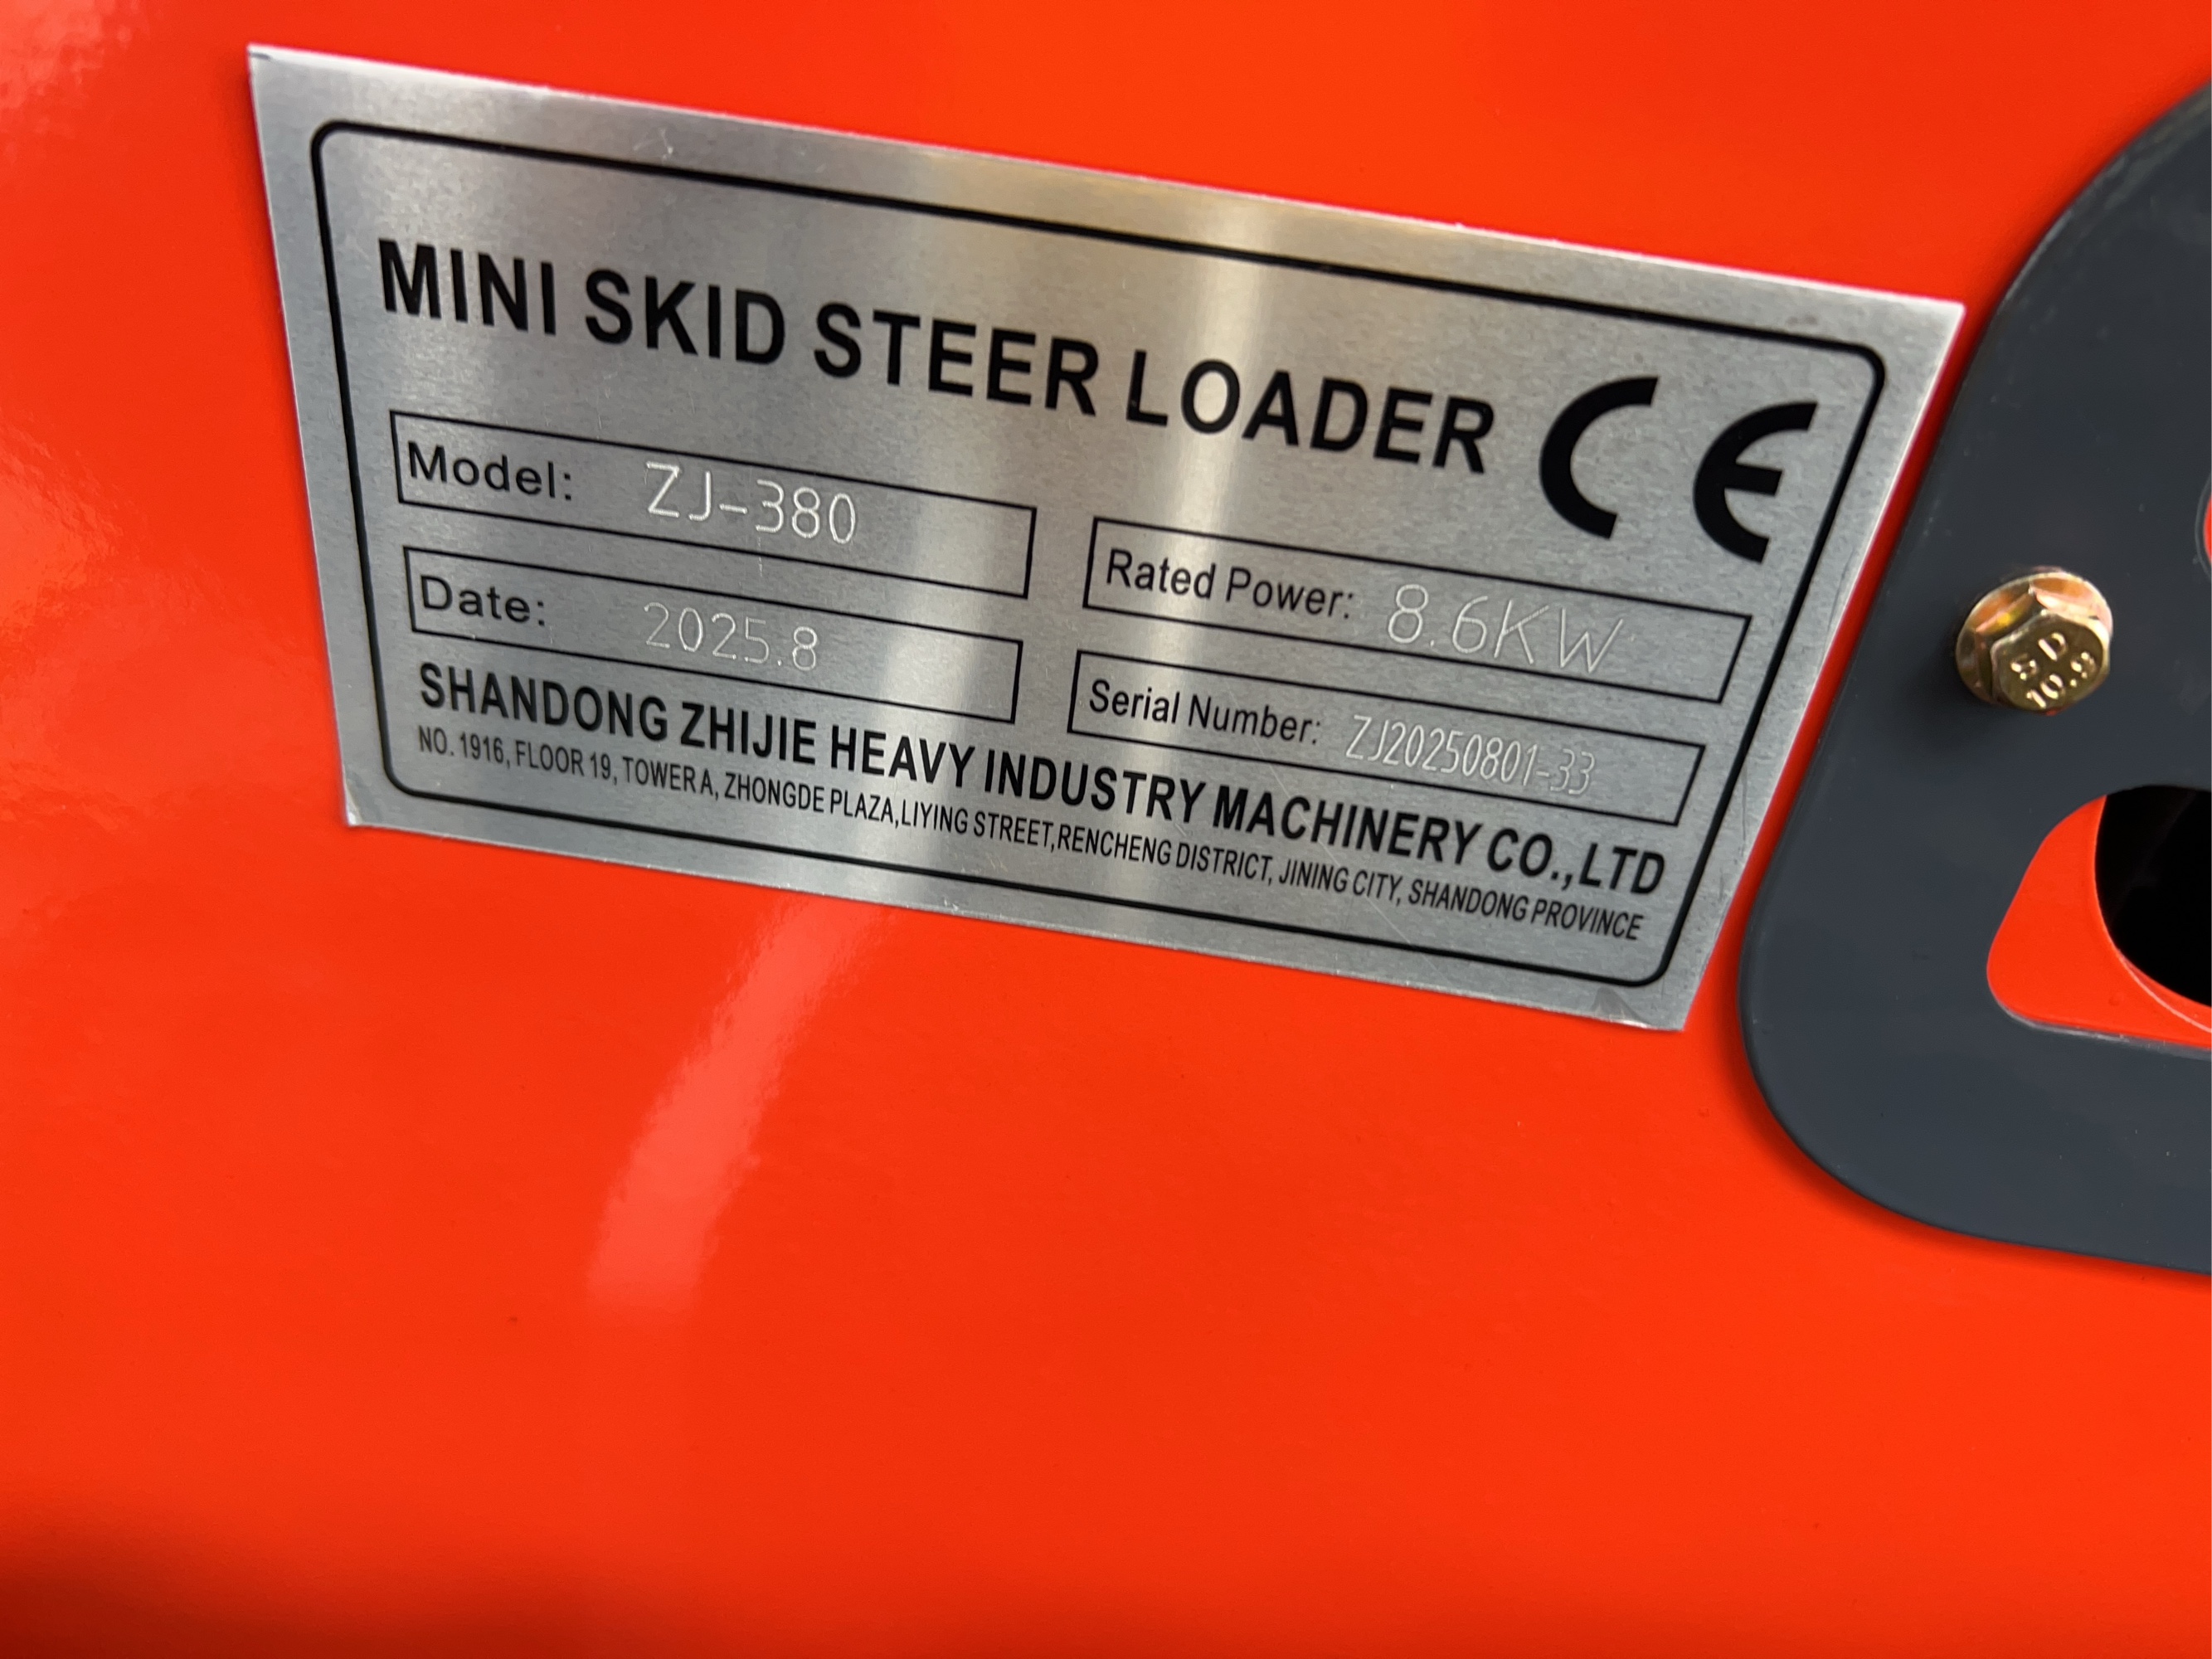 MINI SKID STEER LOADER CE
Model: ZJ-380
Rated Power: 8.6KW
Date: 2025.8
Serial Number: ZJ20250801-33
SHANDONG ZHIJIE HEAVY INDUSTRY MACHINERY CO.,LTD
NO. 1916, FLOOR 19, TOWER A, ZHONGDE PLAZA,LIYING STREET,RENCHENG DISTRICT, JINING CITY, SHANDONG PROVINCE
10.9